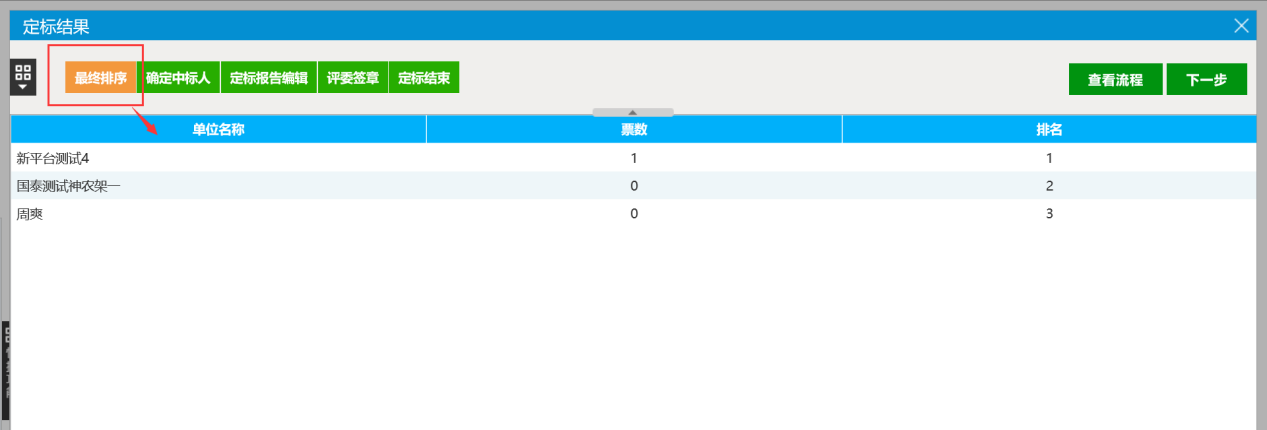 定标结果
最终排序 确定中标人 定标报告编辑 评委签章 定标结束 查看流程 下一步
单位名称 票数 排名
新平台测试4 1 1
国泰测试神农架一 0 2
周爽 0 3